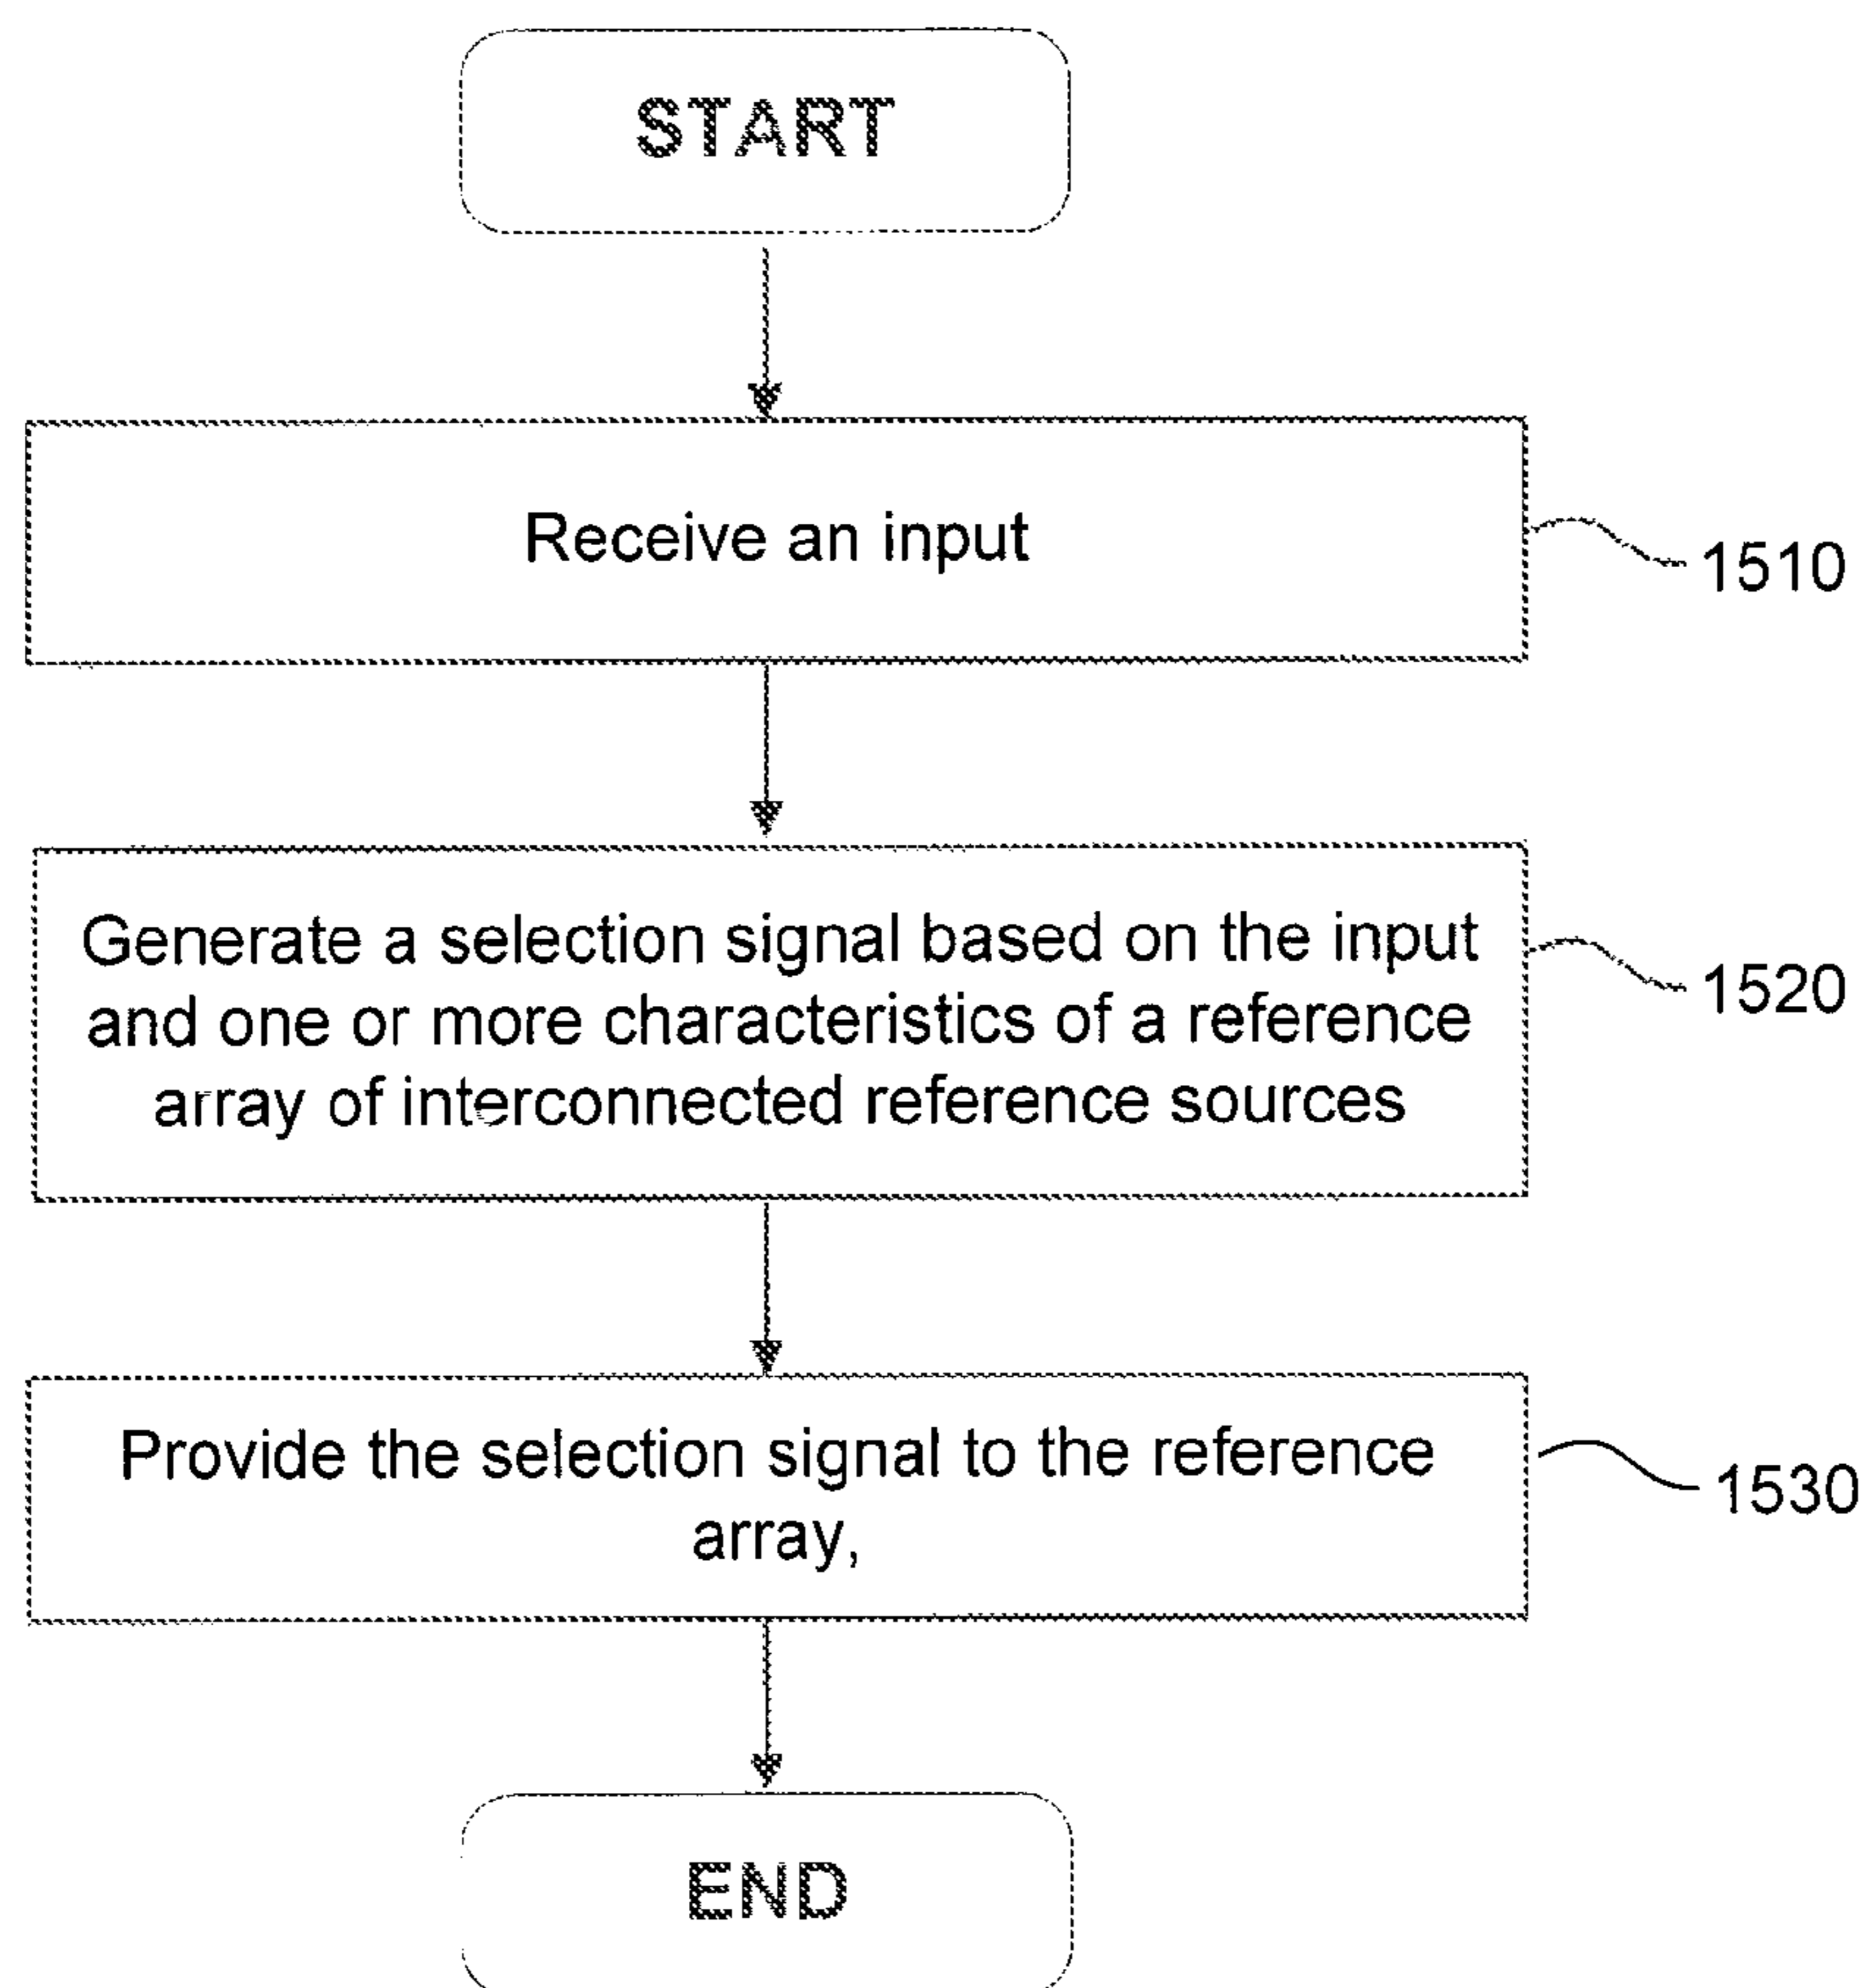 START
Receive an input
1510
Generate a selection signal based on the input
and one or more characteristics of a reference
array of interconnected reference sources
1520
Provide the selection signal to the reference
array,
1530
END